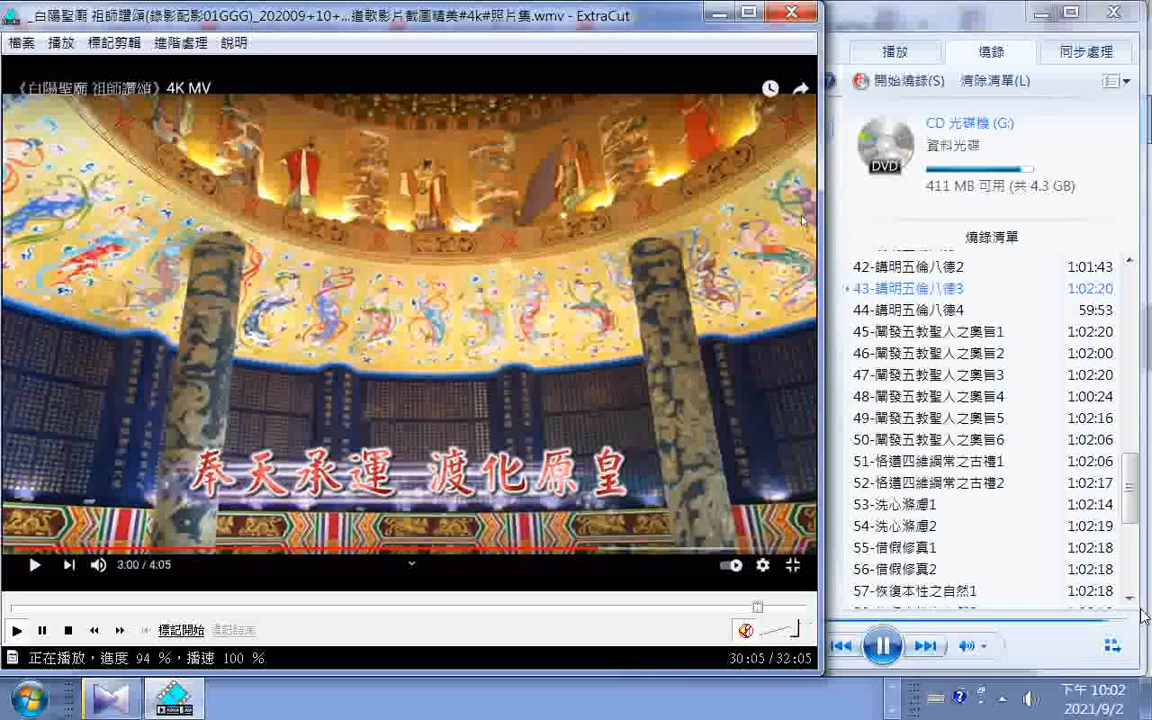 _白陽聖廟 祖師讚頌(錄影配影01GGG)_202009+10+...道歌影片截圖精美#4k#照片集.wmv - ExtraCut
檔案 播放 標記剪輯 進階處理 說明
《白陽聖廟 祖師讚頌》4K MV
奉天承運 渡化原皇
3:00 / 4:05
標記開始 標記結束
正在播放，進度 94 %，播速 100 %
30:05 / 32:05
播放 燒錄 同步處理
開始燒錄(S) 清除清單(L)
CD 光碟機 (G:)
資料光碟
DVD
411 MB 可用 (共 4.3 GB)
燒錄清單
42-講明五倫八德2 1:01:43
43-講明五倫八德3 1:02:20
44-講明五倫八德4 59:53
45-闡發五教聖人之奧旨1 1:02:20
46-闡發五教聖人之奧旨2 1:02:00
47-闡發五教聖人之奧旨3 1:02:20
48-闡發五教聖人之奧旨4 1:00:24
49-闡發五教聖人之奧旨5 1:02:16
50-闡發五教聖人之奧旨6 1:02:06
51-恪遵四維綱常之古禮1 1:02:06
52-恪遵四維綱常之古禮2 1:02:17
53-洗心滌慮1 1:02:14
54-洗心滌慮2 1:02:19
55-借假修真1 1:02:18
56-借假修真2 1:02:18
57-恢復本性之自然1 1:02:18
下午 10:02
2021/9/2